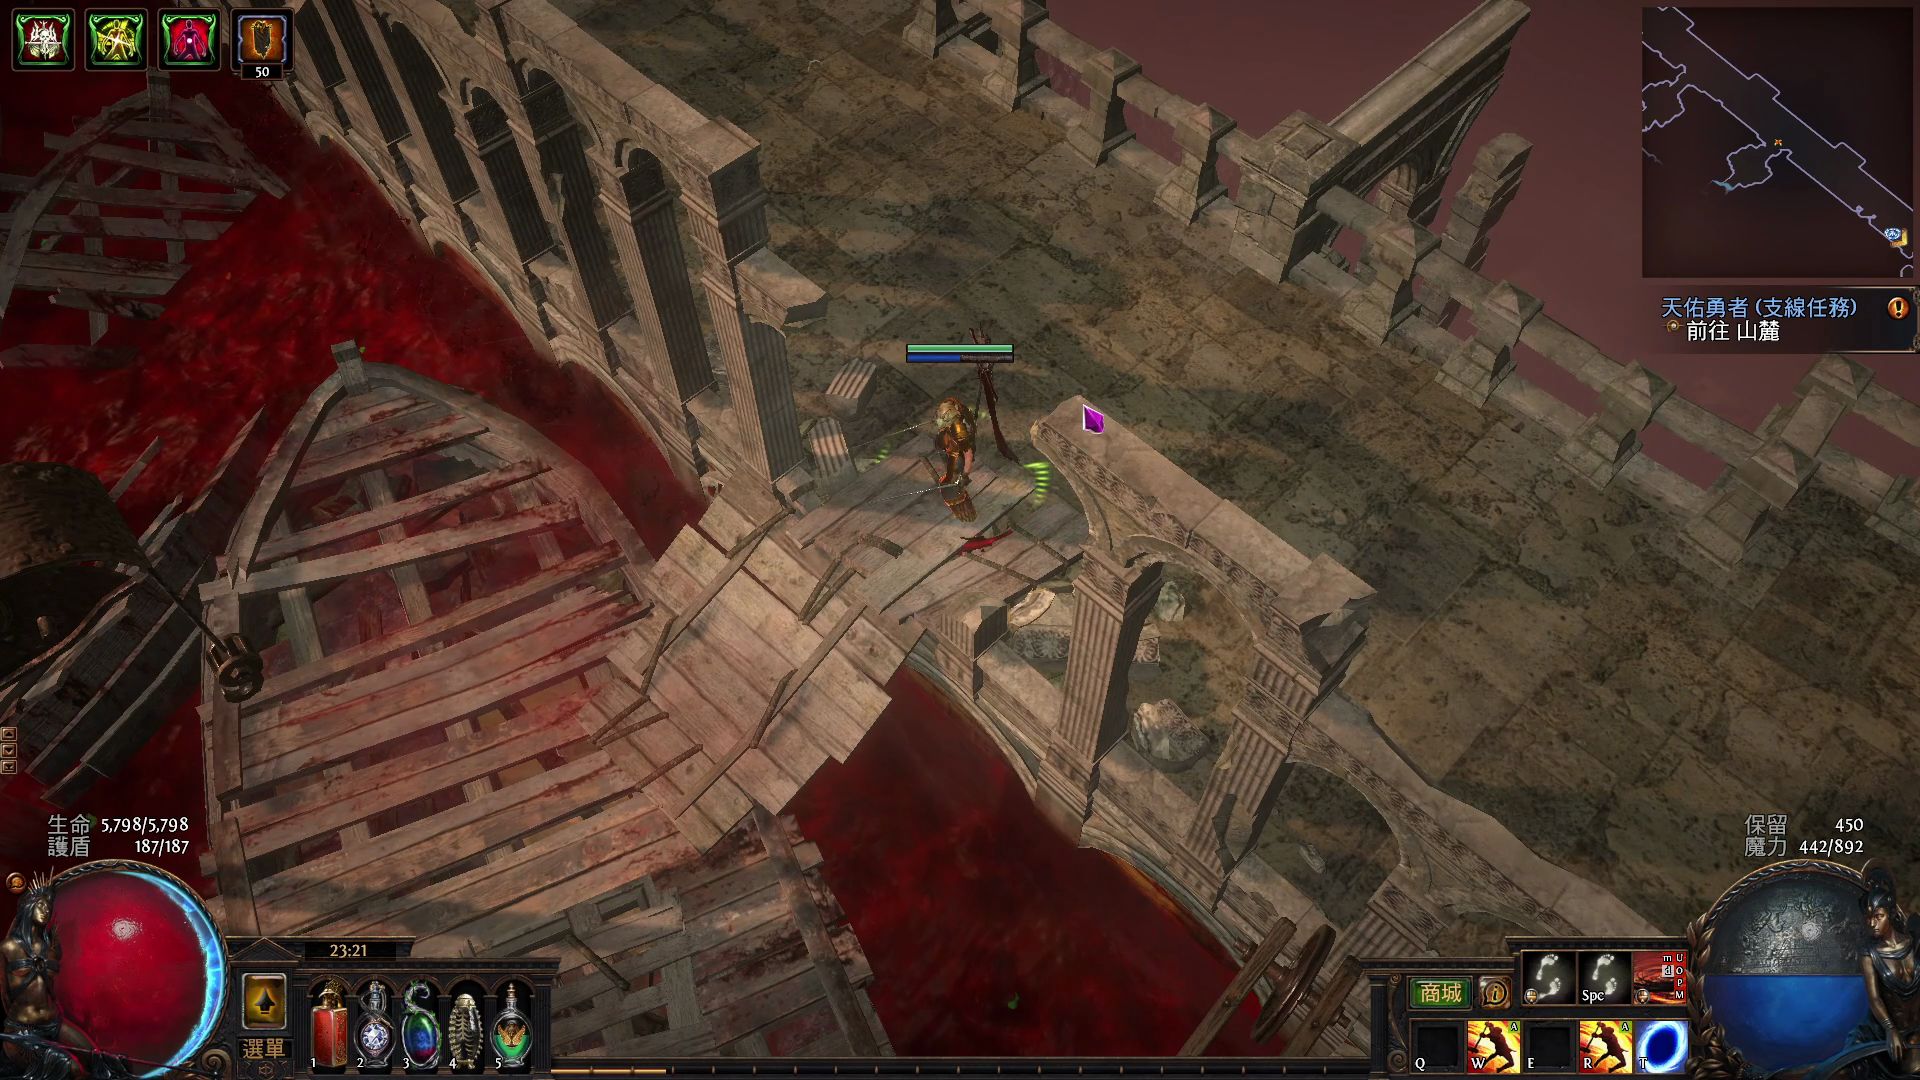 50
天佑勇者 (支線任務)
前往 山麓
生命 5,798/5,798
護盾 187/187
保留 450
魔力 442/892
23:21
選單
1 2 3 4 5
商城
Spc
m U
d O
P
M
Q W A E R A T